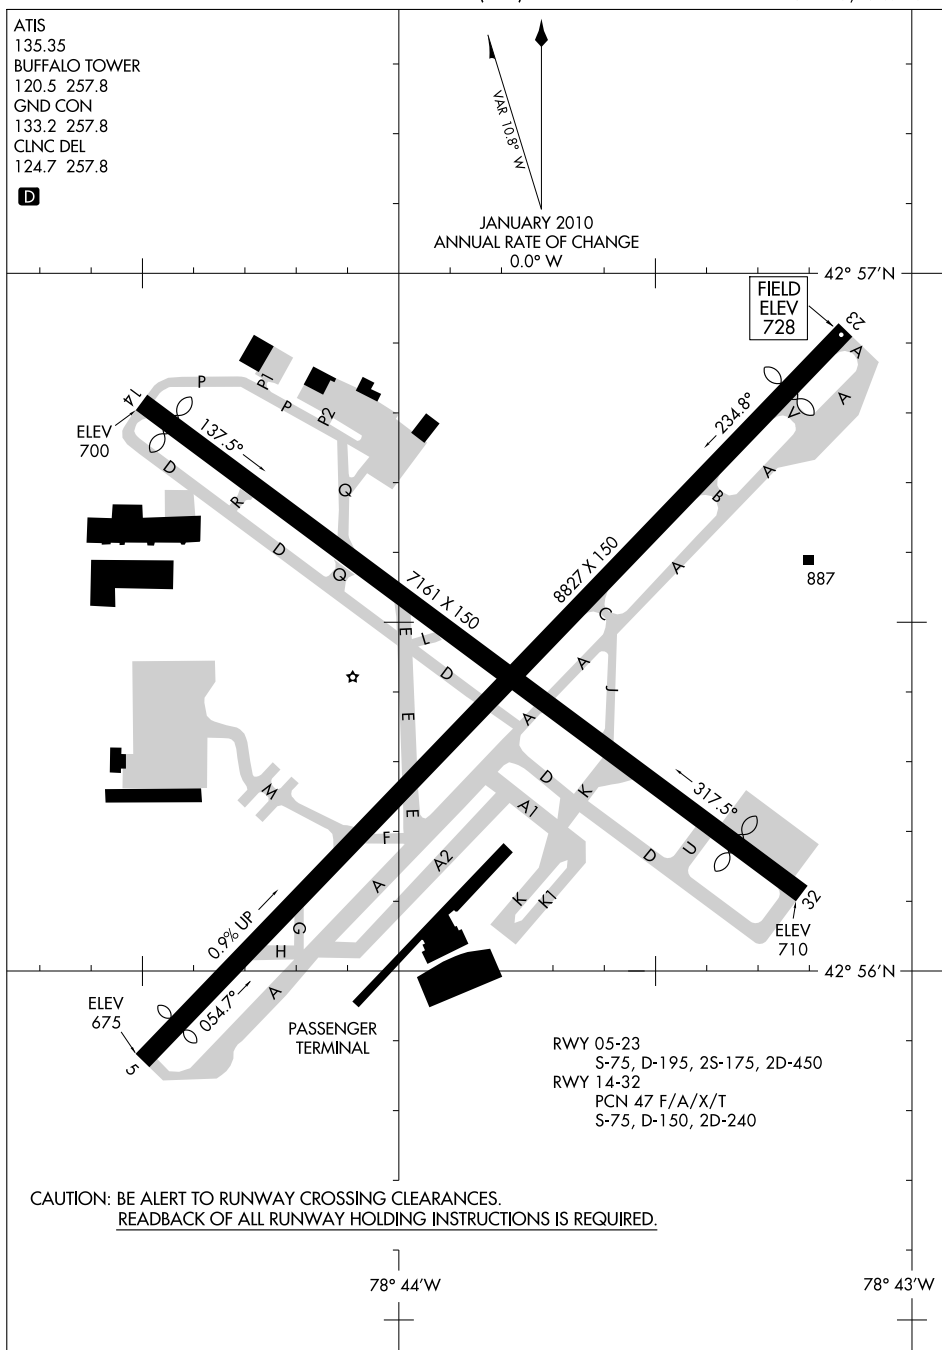 ATIS
135.35
BUFFALO TOWER
120.5 257.8
GND CON
133.2 257.8
CLNC DEL
124.7 257.8
D
VAR 10.8° W
JANUARY 2010
ANNUAL RATE OF CHANGE
0.0° W
42° 57'N
FIELD
ELEV
728
23
A
A
V
234.8°
P
P1
P
P2
14
ELEV
700
137.5°
D
R
Q
B
A
D
Q
7161 X 150
8827 X 150
A
887
C
E
L
D
A
J
E
A
D
K
317.5°
M
A1
E
F
A2
D
U
A
K
K1
32
0.9% UP
G
H
ELEV
710
42° 56'N
A
054.7°
ELEV
675
5
PASSENGER
TERMINAL
RWY 05-23
S-75, D-195, 2S-175, 2D-450
RWY 14-32
PCN 47 F/A/X/T
S-75, D-150, 2D-240
CAUTION: BE ALERT TO RUNWAY CROSSING CLEARANCES.
READBACK OF ALL RUNWAY HOLDING INSTRUCTIONS IS REQUIRED.
78° 44'W
78° 43'W